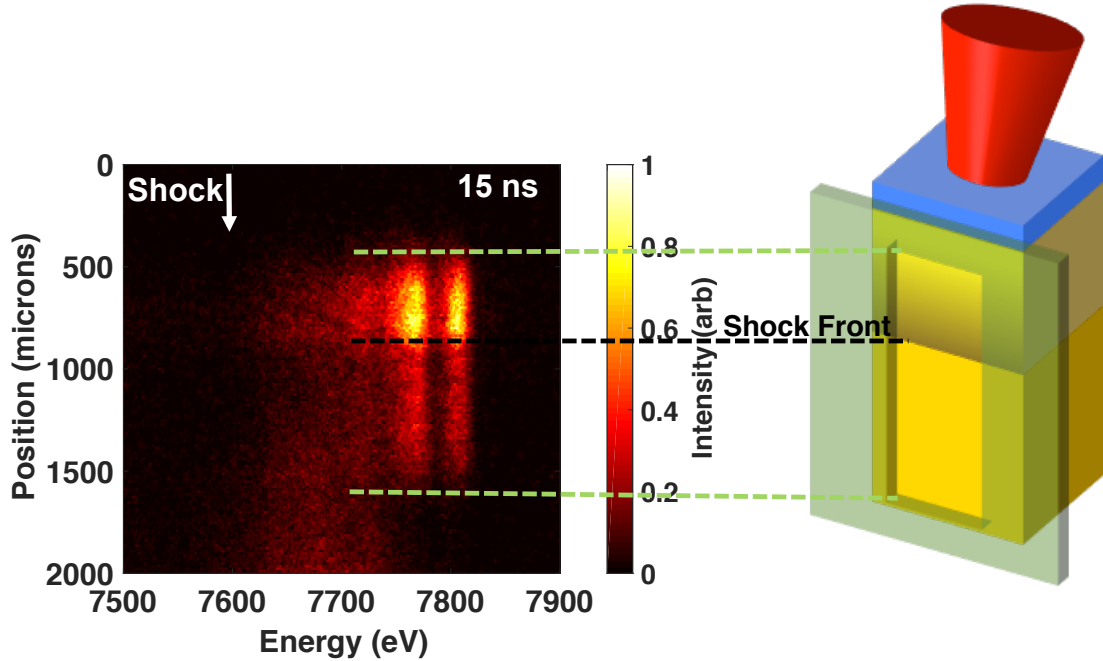 0
500
1000
1500
2000
Position (microns)
Shock
15 ns
7500
7600
7700
7800
7900
Energy (eV)
1
0.8
0.6
0.4
0.2
0
Intensity (arb)
Shock Front